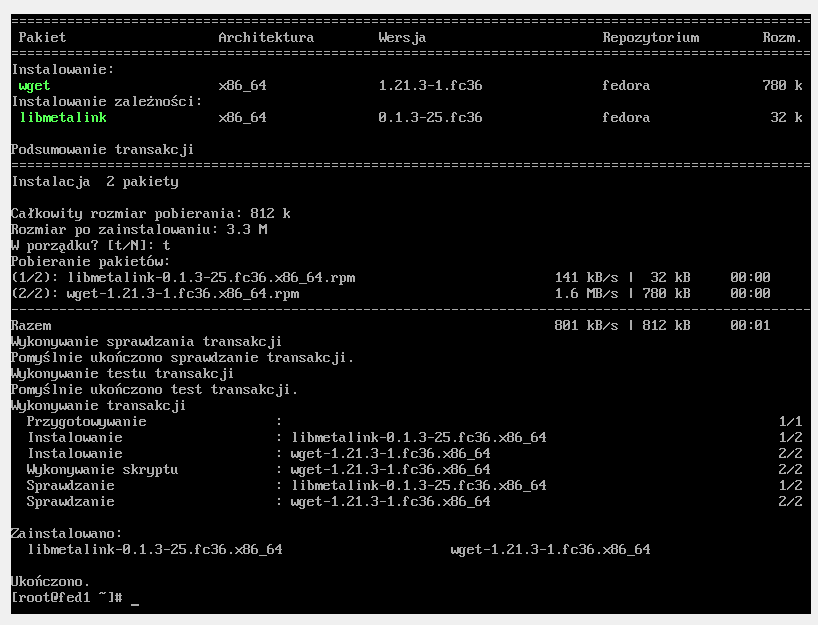 ================================================================================
Pakiet Architektura Wersja Repozytorium Rozm.
================================================================================
Instalowanie:
wget x86_64 1.21.3-1.fc36 fedora 780 k
Instalowanie zależności:
libmetalink x86_64 0.1.3-25.fc36 fedora 32 k
Podsumowanie transakcji
================================================================================
Instalacja  2 pakiety
Całkowity rozmiar pobierania: 812 k
Rozmiar po zainstalowaniu: 3.3 M
W porządku? [t/N]: t
Pobieranie pakietów:
(1/2): libmetalink-0.1.3-25.fc36.x86_64.rpm 141 kB/s |  32 kB 00:00
(2/2): wget-1.21.3-1.fc36.x86_64.rpm 1.6 MB/s | 780 kB 00:00
--------------------------------------------------------------------------------
Razem 801 kB/s | 812 kB 00:01
Wykonywanie sprawdzania transakcji
Pomyślnie ukończono sprawdzanie transakcji.
Wykonywanie testu transakcji
Pomyślnie ukończono test transakcji.
Wykonywanie transakcji
Przygotowywanie : 1/1
Instalowanie : libmetalink-0.1.3-25.fc36.x86_64 1/2
Instalowanie : wget-1.21.3-1.fc36.x86_64 2/2
Wykonywanie skryptu : wget-1.21.3-1.fc36.x86_64 2/2
Sprawdzanie : libmetalink-0.1.3-25.fc36.x86_64 1/2
Sprawdzanie : wget-1.21.3-1.fc36.x86_64 2/2
Zainstalowano:
libmetalink-0.1.3-25.fc36.x86_64 wget-1.21.3-1.fc36.x86_64
Ukończono.
[root@fed1 ~]# _